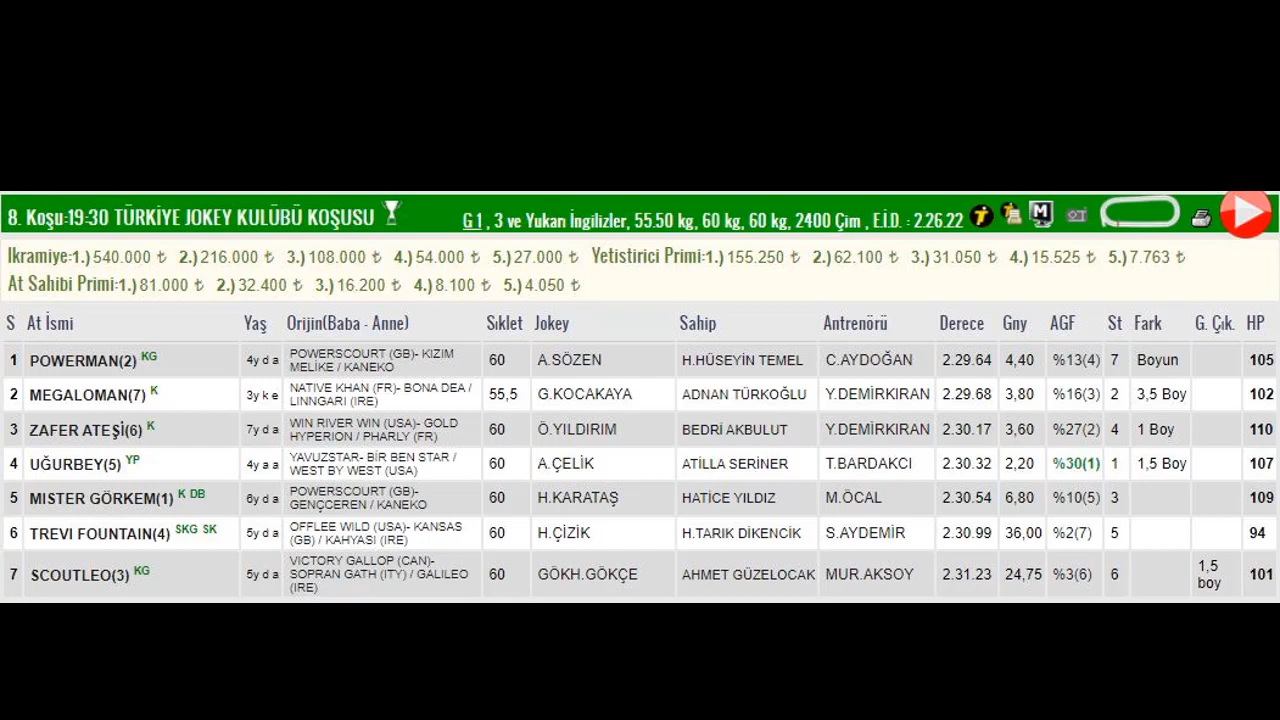 8. Koşu:19:30 TÜRKİYE JOKEY KULÜBÜ KOŞUSU G 1 , 3 ve Yukarı İngilizler, 55.50 kg, 60 kg, 60 kg, 2400 Çim , E.İ.D. : 2.26.22
İkramiye:1.) 540.000 ₺ 2.) 216.000 ₺ 3.) 108.000 ₺ 4.) 54.000 ₺ 5.) 27.000 ₺ Yetistirici Primi:1.) 155.250 ₺ 2.) 62.100 ₺ 3.) 31.050 ₺ 4.) 15.525 ₺ 5.) 7.763 ₺
At Sahibi Primi:1.) 81.000 ₺ 2.) 32.400 ₺ 3.) 16.200 ₺ 4.) 8.100 ₺ 5.) 4.050 ₺
S At İsmi Yaş Orijin(Baba - Anne) Sıklet Jokey Sahip Antrenörü Derece Gny AGF St Fark G. Çık. HP
1 POWERMAN(2) KG 4y d a POWERSCOURT (GB)- KIZIM MELİKE / KANEKO 60 A.SÖZEN H.HÜSEYİN TEMEL C.AYDOĞAN 2.29.64 4,40 %13(4) 7 Boyun 105
2 MEGALOMAN(7) K 3y k e NATIVE KHAN (FR)- BONA DEA / LINNGARI (IRE) 55,5 G.KOCAKAYA ADNAN TÜRKOĞLU Y.DEMİRKIRAN 2.29.68 3,80 %16(3) 2 3,5 Boy 102
3 ZAFER ATEŞİ(6) K 7y d a WIN RIVER WIN (USA)- GOLD HYPERION / PHARLY (FR) 60 Ö.YILDIRIM BEDRİ AKBULUT Y.DEMİRKIRAN 2.30.17 3,60 %27(2) 4 1 Boy 110
4 UĞURBEY(5) YP 4y a a YAVUZSTAR- BİR BEN STAR / WEST BY WEST (USA) 60 A.ÇELİK ATİLLA SERİNER T.BARDAKCI 2.30.32 2,20 %30(1) 1 1,5 Boy 107
5 MISTER GÖRKEM(1) K DB 6y d a POWERSCOURT (GB)- GENÇCEREN / KANEKO 60 H.KARATAŞ HATİCE YILDIZ M.ÖCAL 2.30.54 6,80 %10(5) 3 109
6 TREVI FOUNTAIN(4) SKG SK 5y d a OFFLEE WILD (USA)- KANSAS (GB) / KAHYASI (IRE) 60 H.ÇİZİK H.TARIK DİKENCİK S.AYDEMİR 2.30.99 36,00 %2(7) 5 94
7 SCOUTLEO(3) KG 5y d a VICTORY GALLOP (CAN)- SOPRAN GATH (ITY) / GALILEO (IRE) 60 GÖKH.GÖKÇE AHMET GÜZELOCAK MUR.AKSOY 2.31.23 24,75 %3(6) 6 1,5 boy 101